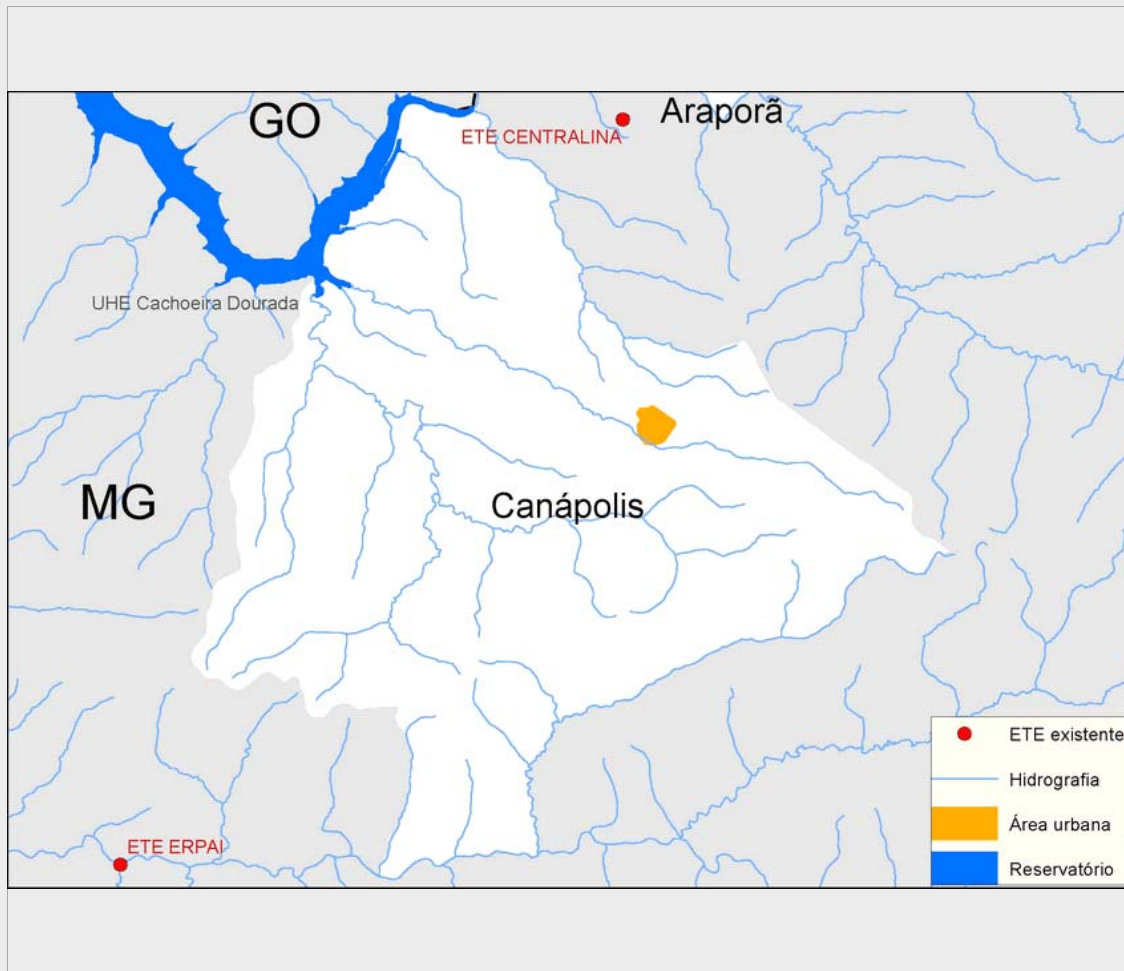 GO
Araporã
ETE CENTRALINA
UHE Cachoeira Dourada
MG
Canápolis
ETE ERPAI
ETE existente
Hidrografia
Área urbana
Reservatório